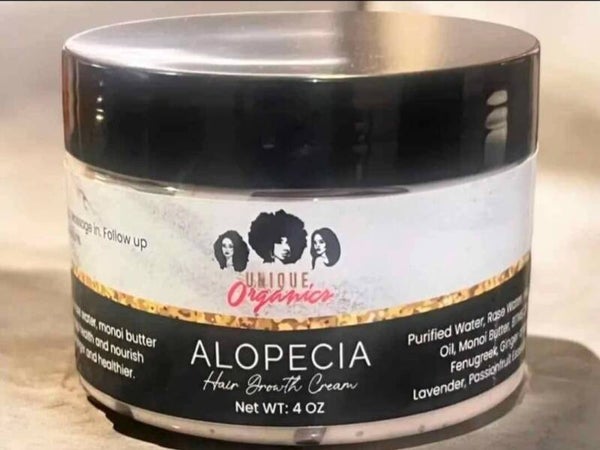 massage in. Follow up
UNIQUE
Organics
water, monoi butter
health and nourish
and healthier.
ALOPECIA
Hair Growth Cream
Net WT: 4 OZ
Purified Water, Rose Water,
Oil, Monoi Butter,
Fenugreek, Ginger
Lavender, Passionfruit